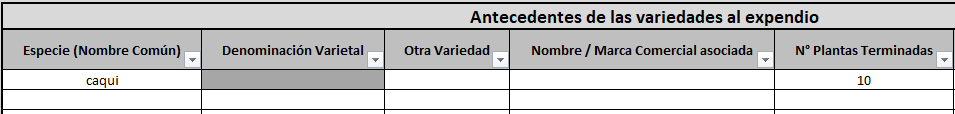 Antecedentes de las variedades al expendio
Especie (Nombre Común) Denominación Varietal Otra Variedad Nombre / Marca Comercial asociada N° Plantas Terminadas
caqui 10